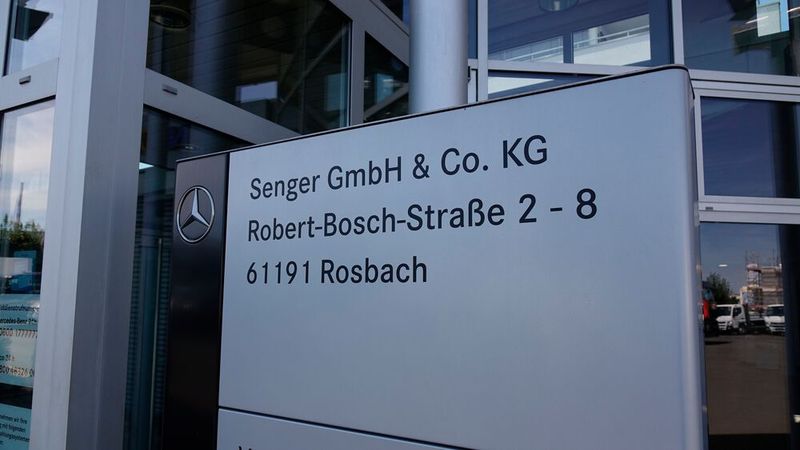 Senger GmbH & Co. KG
Robert-Bosch-Straße 2 - 8
61191 Rosbach